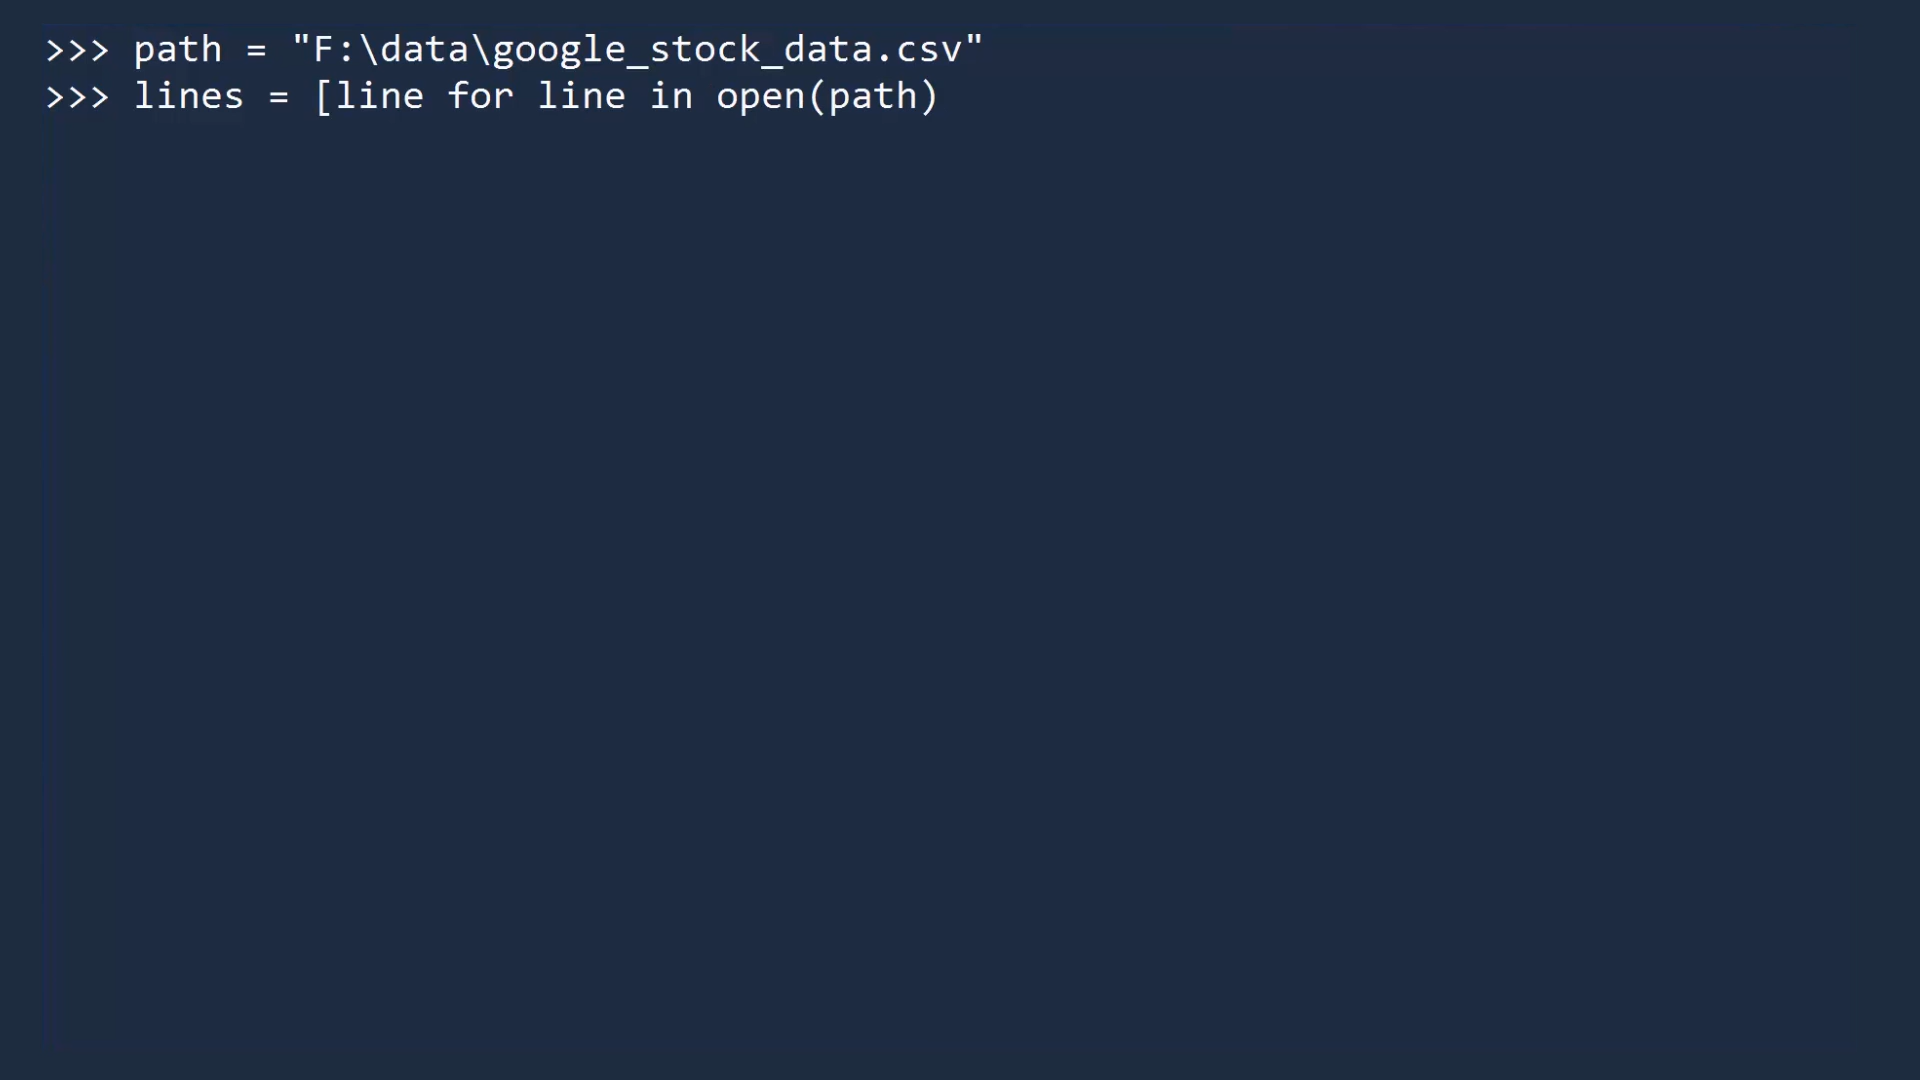 >>> path = "F:\data\google_stock_data.csv"
>>> lines = [line for line in open(path)